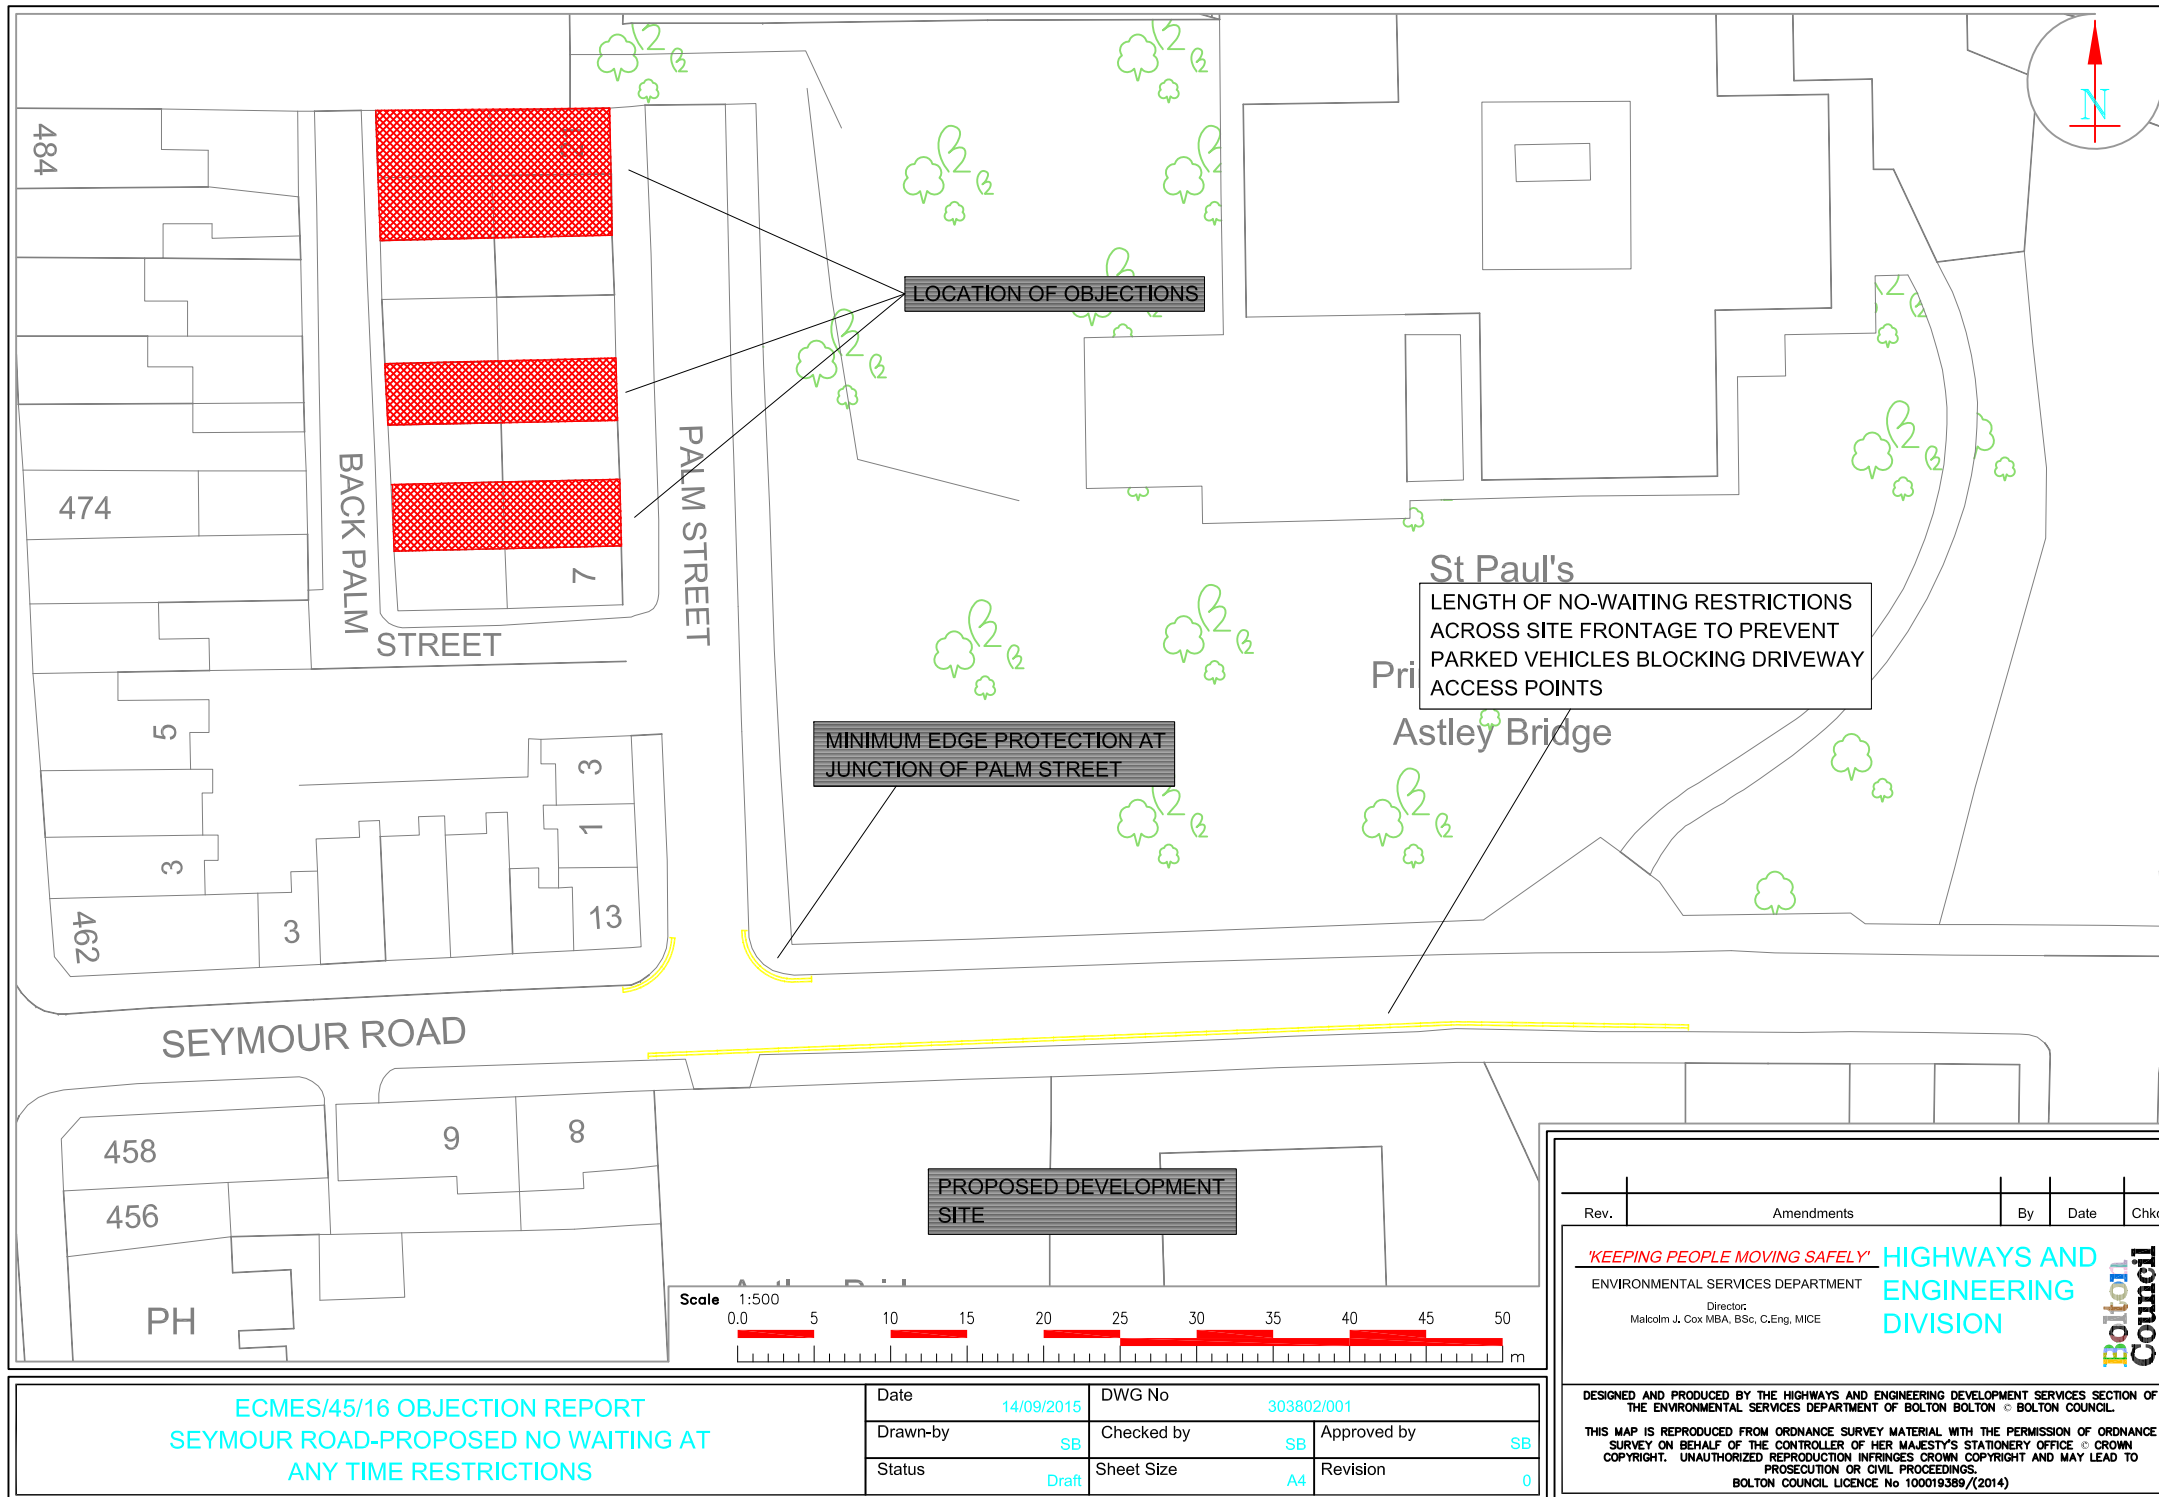 484
N
LOCATION OF OBJECTIONS
474
BACK PALM
STREET
PALM STREET
7
St Paul's
LENGTH OF NO-WAITING RESTRICTIONS
ACROSS SITE FRONTAGE TO PREVENT
PARKED VEHICLES BLOCKING DRIVEWAY
ACCESS POINTS
Astley Bridge
MINIMUM EDGE PROTECTION AT
JUNCTION OF PALM STREET
5
3
3
1
462
3
13
SEYMOUR ROAD
458
9
8
456
PH
PROPOSED DEVELOPMENT
SITE
Scale 1:500
0.0 5 10 15 20 25 30 35 40 45 50
m
Rev. Amendments By Date
'KEEPING PEOPLE MOVING SAFELY'
ENVIRONMENTAL SERVICES DEPARTMENT
Director:
Malcolm J. Cox MBA, BSc, C.Eng, MICE
HIGHWAYS AND
ENGINEERING
DIVISION
Bolton
Council
DESIGNED AND PRODUCED BY THE HIGHWAYS AND ENGINEERING DEVELOPMENT SERVICES SECTION OF
THE ENVIRONMENTAL SERVICES DEPARTMENT OF BOLTON BOLTON © BOLTON COUNCIL.
THIS MAP IS REPRODUCED FROM ORDNANCE SURVEY MATERIAL WITH THE PERMISSION OF ORDNANCE
SURVEY ON BEHALF OF THE CONTROLLER OF HER MAJESTY'S STATIONERY OFFICE © CROWN
COPYRIGHT. UNAUTHORIZED REPRODUCTION INFRINGES CROWN COPYRIGHT AND MAY LEAD TO
PROSECUTION OR CIVIL PROCEEDINGS.
BOLTON COUNCIL LICENCE No 100019389/(2014)
ECMES/45/16 OBJECTION REPORT
SEYMOUR ROAD-PROPOSED NO WAITING AT
ANY TIME RESTRICTIONS
Date 14/09/2015 DWG No 303802/001
Drawn-by SB Checked by SB Approved by SB
Status Draft Sheet Size A4 Revision 0